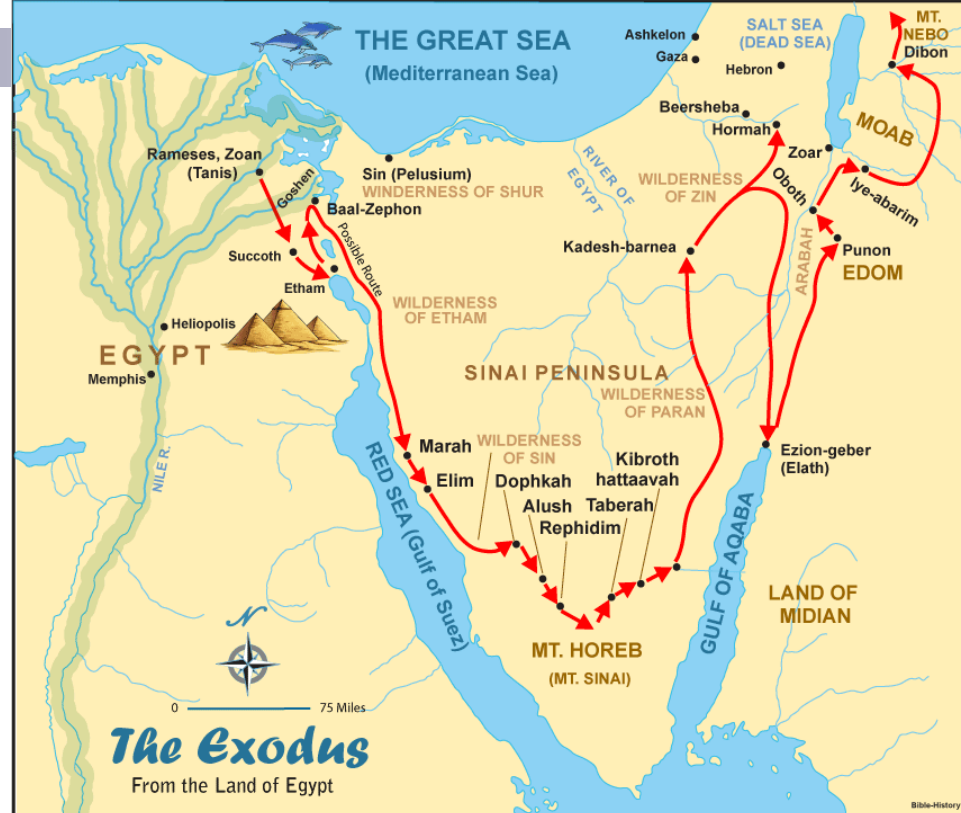 THE GREAT SEA
(Mediterranean Sea)
Ashkelon
Gaza
SALT SEA
(DEAD SEA)
Hebron
MT.
NEBO
Dibon
Beersheba
Hormah
MOAB
Zoar
Iye-abarim
Oboth
Rameses, Zoan
(Tanis)
Goshen
Sin (Pelusium)
WINDERNESS OF SHUR
Baal-Zephon
RIVER OF
EGYPT
WILDERNESS
OF ZIN
Kadesh-barnea
ARABAH
Punon
EDOM
Succoth
Etham
Possible Route
WILDERNESS
OF ETHAM
Heliopolis
EGYPT
Memphis
SINAI PENINSULA
WILDERNESS
OF PARAN
NILE R.
RED SEA (Gulf of Suez)
Marah
Elim
WILDERNESS
OF SIN
Dophkah
Alush
Rephidim
Kibroth
hattaavah
Taberah
Ezion-geber
(Elath)
GULF OF AQABA
LAND OF
MIDIAN
MT. HOREB
(MT. SINAI)
N
0 75 Miles
The Exodus
From the Land of Egypt
Bible-History